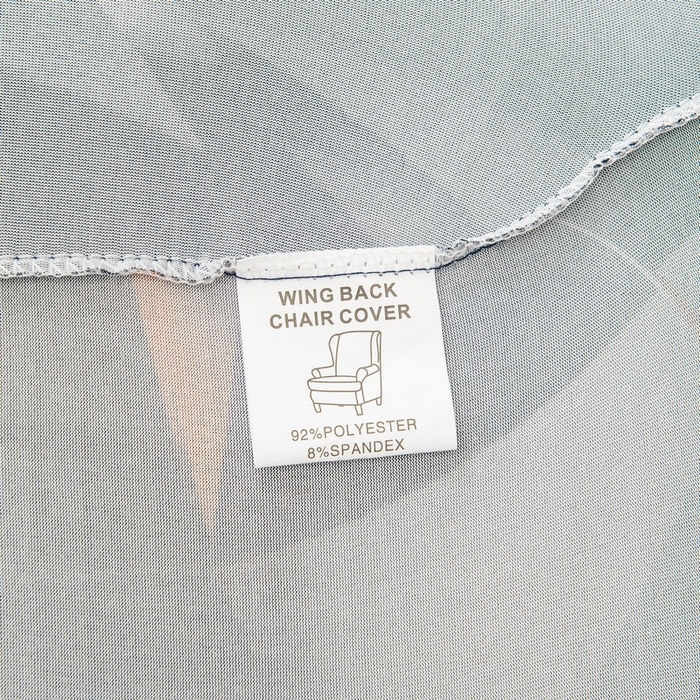 WING BACK
CHAIR COVER
92%POLYESTER
8%SPANDEX